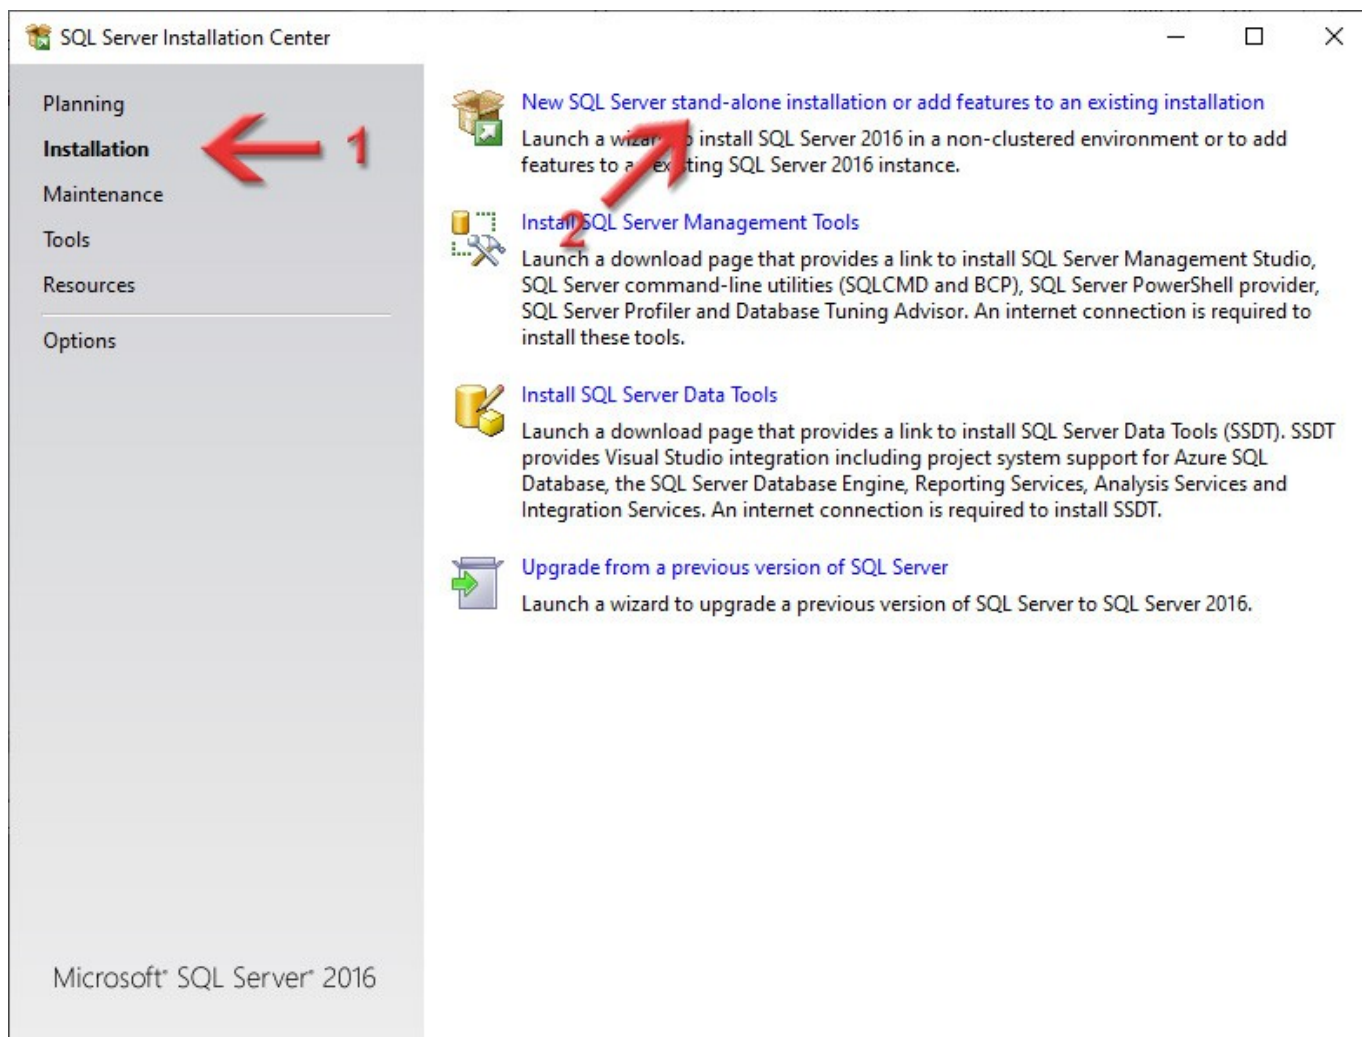 SQL Server Installation Center
Planning
Installation
1
Maintenance
Tools
Resources
Options
Microsoft® SQL Server® 2016
New SQL Server stand-alone installation or add features to an existing installation
Launch a wizard to install SQL Server 2016 in a non-clustered environment or to add
features to an existing SQL Server 2016 instance.
2
Install SQL Server Management Tools
Launch a download page that provides a link to install SQL Server Management Studio,
SQL Server command-line utilities (SQLCMD and BCP), SQL Server PowerShell provider,
SQL Server Profiler and Database Tuning Advisor. An internet connection is required to
install these tools.
Install SQL Server Data Tools
Launch a download page that provides a link to install SQL Server Data Tools (SSDT). SSDT
provides Visual Studio integration including project system support for Azure SQL
Database, the SQL Server Database Engine, Reporting Services, Analysis Services and
Integration Services. An internet connection is required to install SSDT.
Upgrade from a previous version of SQL Server
Launch a wizard to upgrade a previous version of SQL Server to SQL Server 2016.